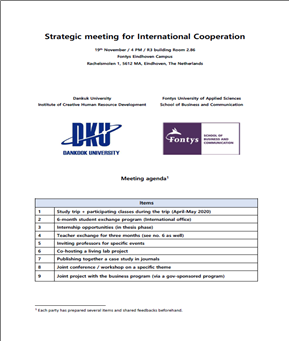 Strategic meeting for International Cooperation
19th November / 4 PM / R3 building Room 2.86
Fontys Eindhoven Campus
Rachelsmolen 1, 5612 MA, Eindhoven, The Netherlands
Dankuk University
Institute of Creative Human Resource Development
Fontys University of Applied Sciences
School of Business and Communication
DKU
DANKOOK UNIVERSITY
Fontys
SCHOOL OF
BUSINESS AND
COMMUNICATION
Meeting agenda¹
Items
1 Study trip + participating classes during the trip (April-May 2020)
2 6-month student exchange program (International office)
3 Internship opportunities (in thesis phase)
4 Teacher exchange for three months (see no. 6 as well)
5 Inviting professors for specific events
6 Co-hosting a living lab project
7 Publishing together a case study in journals
8 Joint conference / workshop on a specific theme
9 Joint project with the business program (via a gov-sponsored program)
¹ Each party has prepared several items and shared feedbacks beforehand.